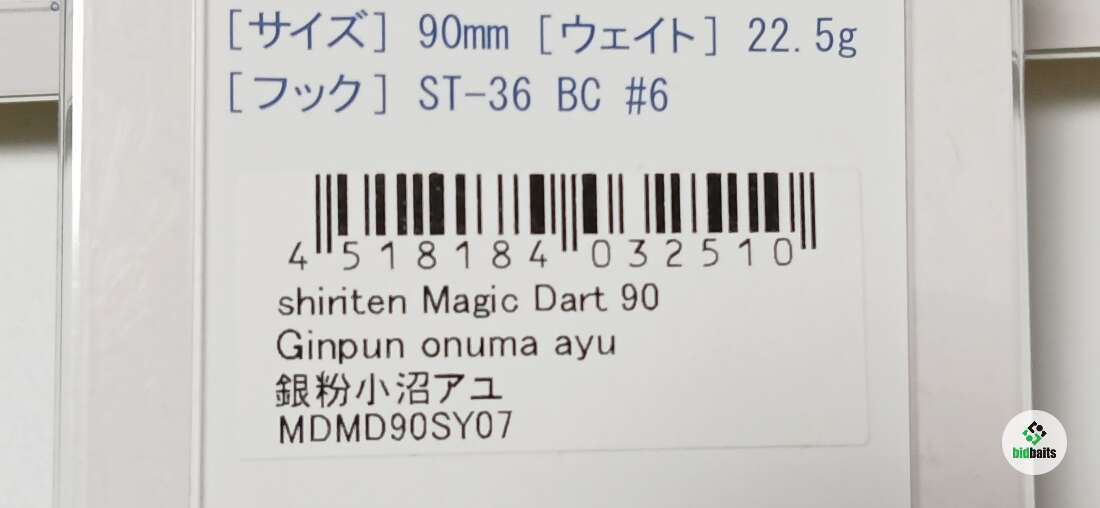 [サイズ] 90mm [ウェイト] 22.5g
[フック] ST-36 BC #6
4 518184 032510
shiriten Magic Dart 90
Ginpun onuma ayu
銀粉小沼アユ
MDMD90SY07
bidbaits